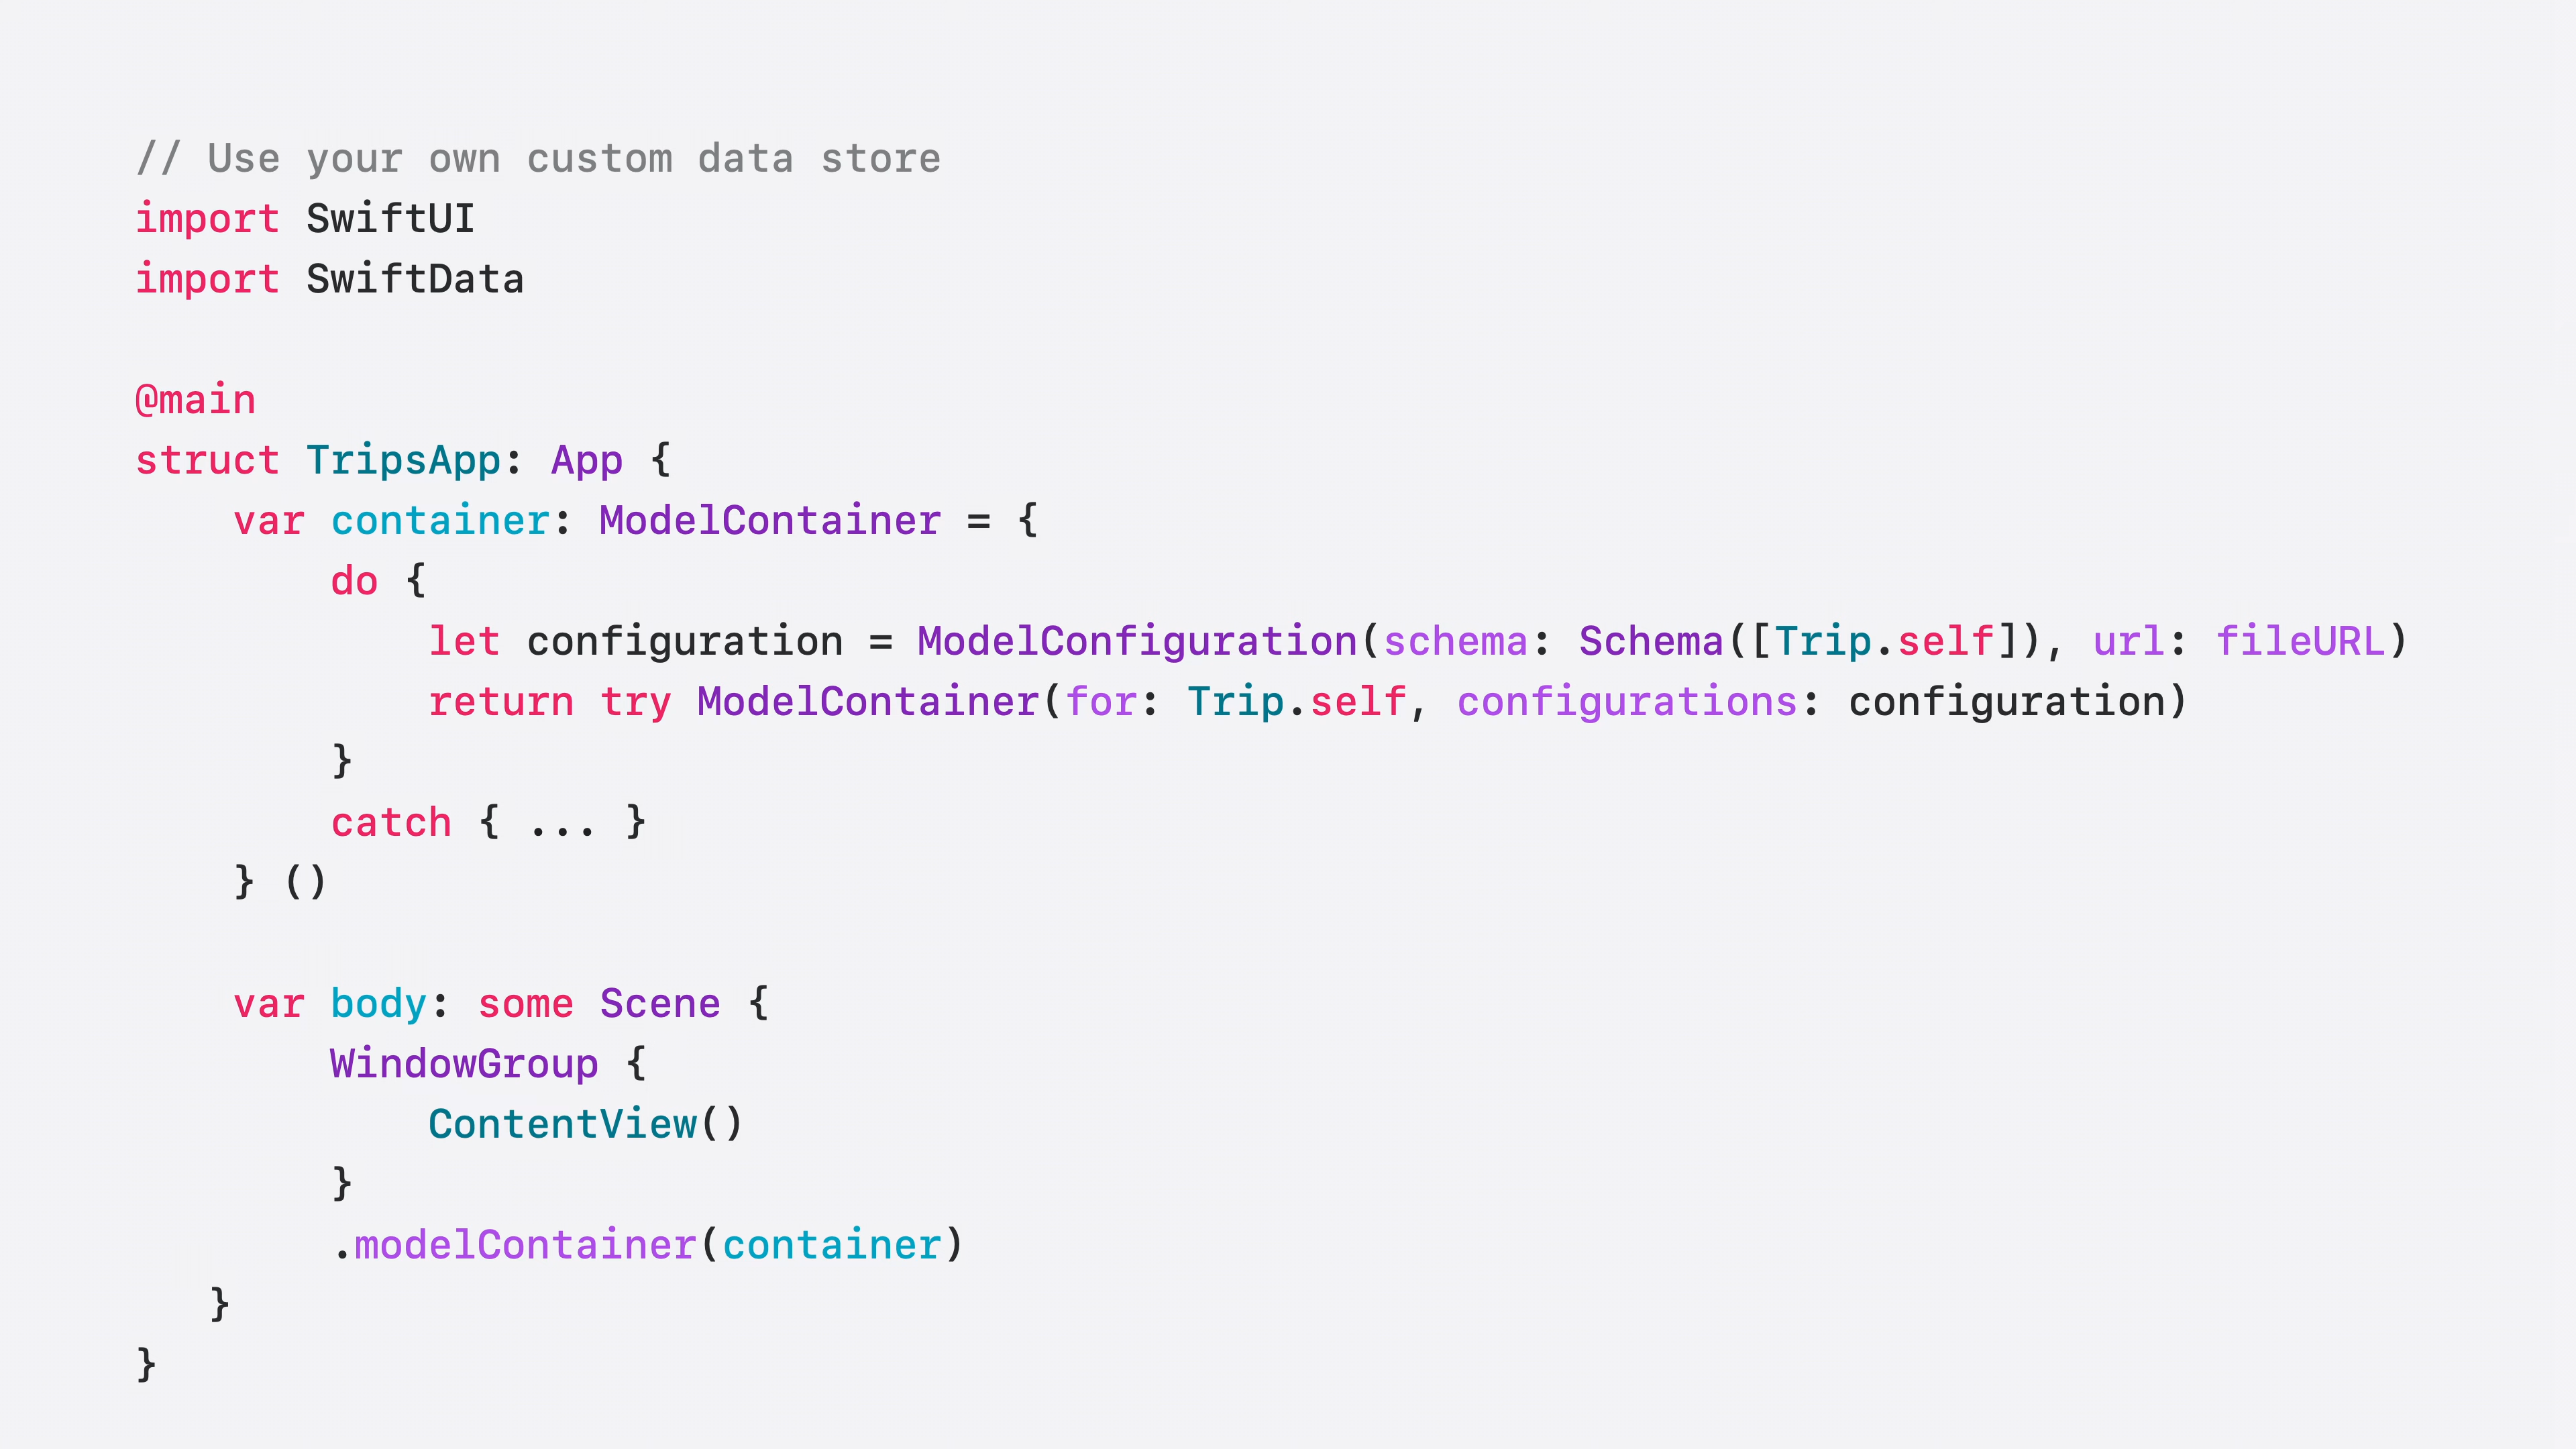 // Use your own custom data store
import SwiftUI
import SwiftData

@main
struct TripsApp: App {
    var container: ModelContainer = {
        do {
            let configuration = ModelConfiguration(schema: Schema([Trip.self]), url: fileURL)
            return try ModelContainer(for: Trip.self, configurations: configuration)
        }
        catch { ... }
    } ()

    var body: some Scene {
        WindowGroup {
            ContentView()
        }
        .modelContainer(container)
   }
}